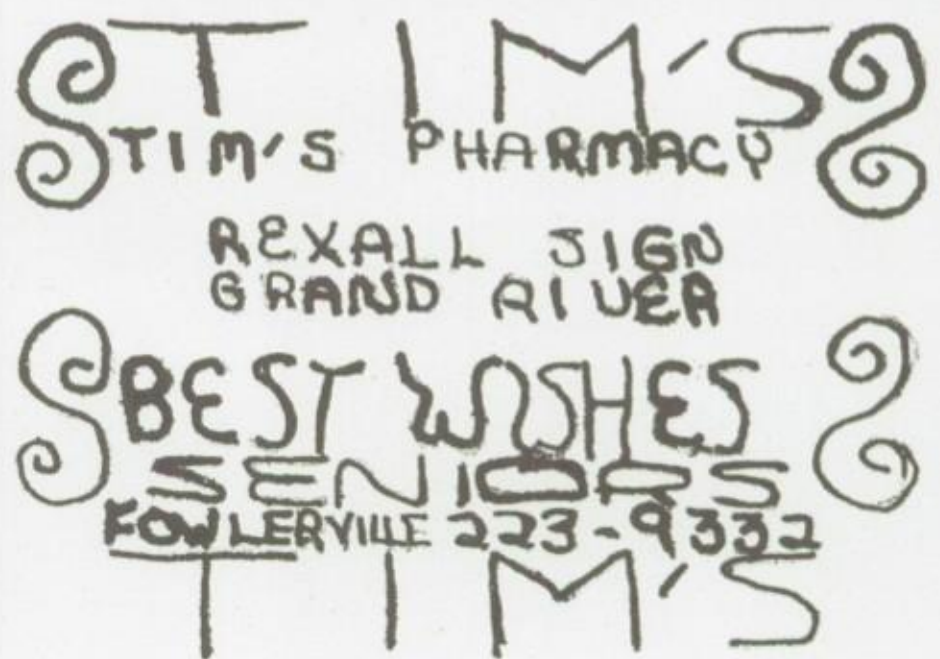 TIM'S
TIM'S PHARMACY
REXALL SIGN
GRAND RIVER
BEST WISHES
SENIORS
FOWLERVILLE 223-9332
TIM'S